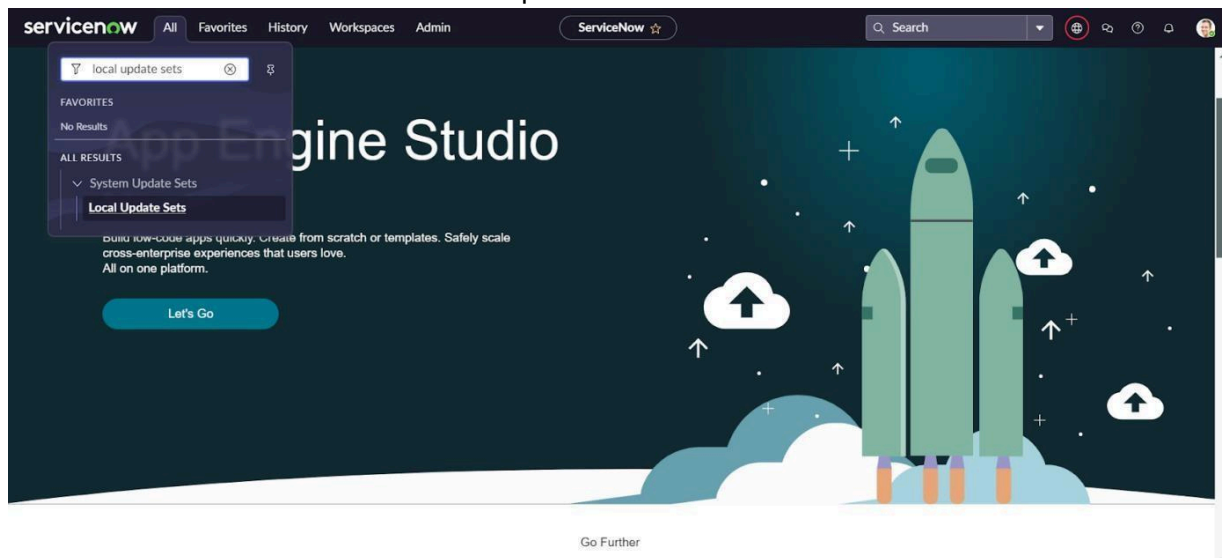 servicenow All Favorites History Workspaces Admin ServiceNow Search
local update sets
FAVORITES
No Results
App Engine Studio
ALL RESULTS
System Update Sets
Local Update Sets
Build low-code apps quickly. Create from scratch or templates. Safely scale
cross-enterprise experiences that users love.
All on one platform.
Let's Go
Go Further